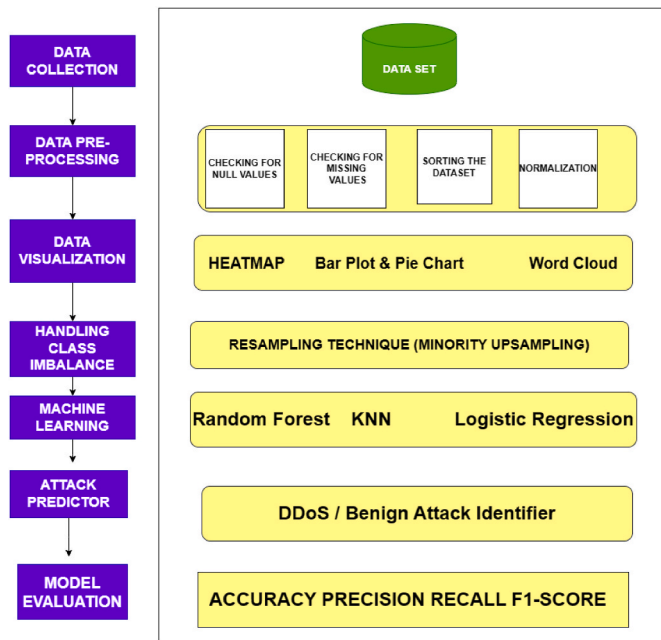 DATA
COLLECTION
DATA SET
DATA PRE-
PROCESSING
CHECKING FOR
NULL VALUES
CHECKING FOR
MISSING
VALUES
SORTING THE
DATASET
NORMALIZATION
DATA
VISUALIZATION
HEATMAP Bar Plot & Pie Chart Word Cloud
HANDLING
CLASS
IMBALANCE
RESAMPLING TECHNIQUE (MINORITY UPSAMPLING)
MACHINE
LEARNING
Random Forest KNN Logistic Regression
ATTACK
PREDICTOR
DDoS / Benign Attack Identifier
MODEL
EVALUATION
ACCURACY PRECISION RECALL F1-SCORE